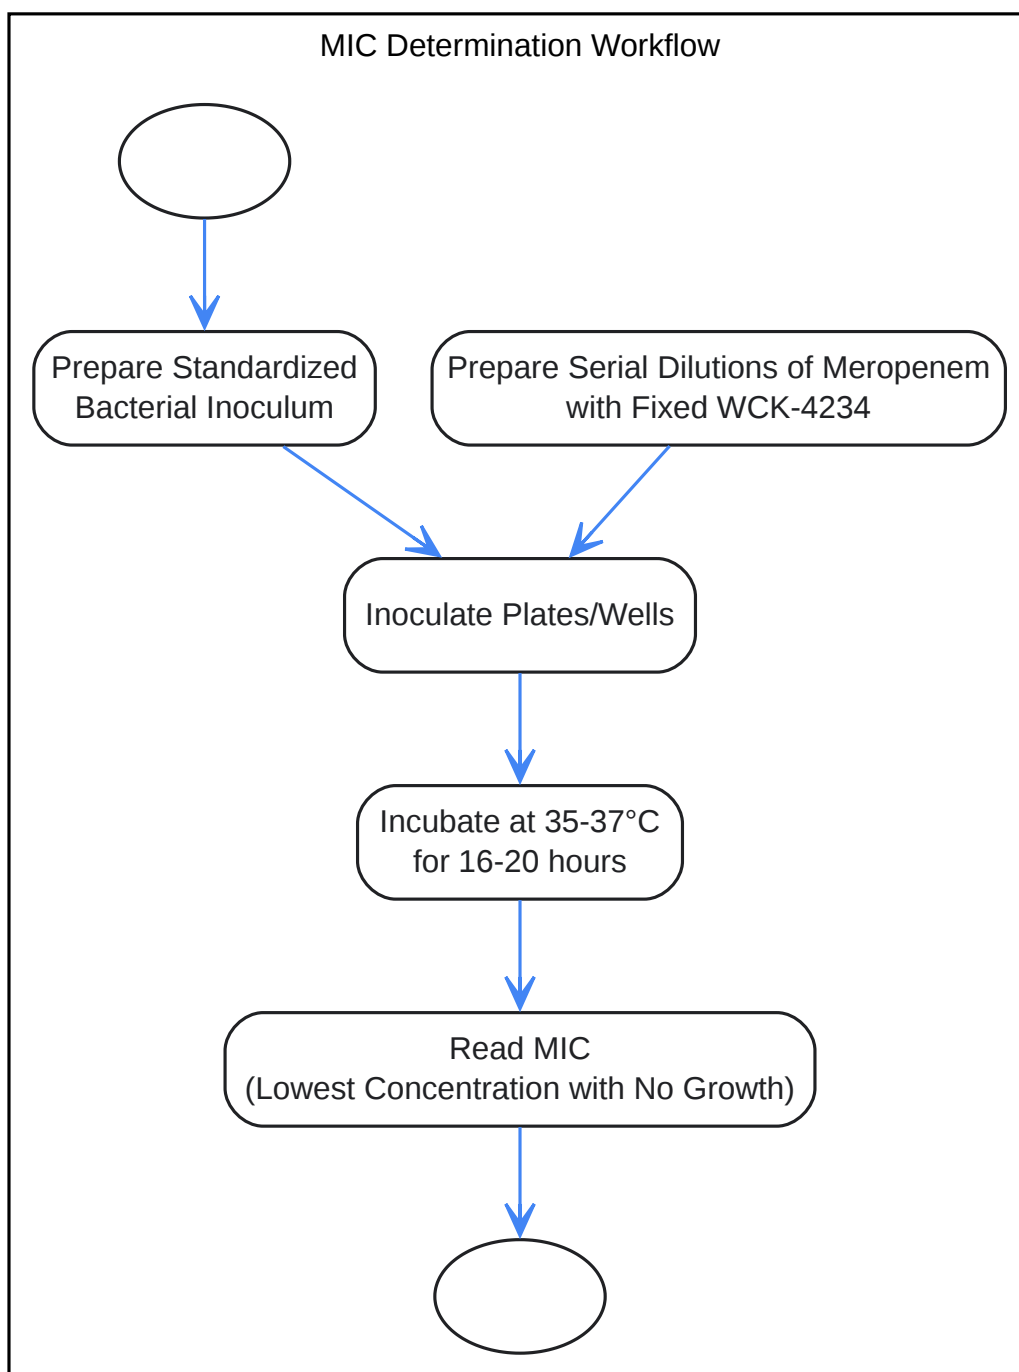 MIC Determination Workflow
Prepare Standardized
Bacterial Inoculum
Prepare Serial Dilutions of Meropenem
with Fixed WCK-4234
Inoculate Plates/Wells
Incubate at 35-37°C
for 16-20 hours
Read MIC
(Lowest Concentration with No Growth)